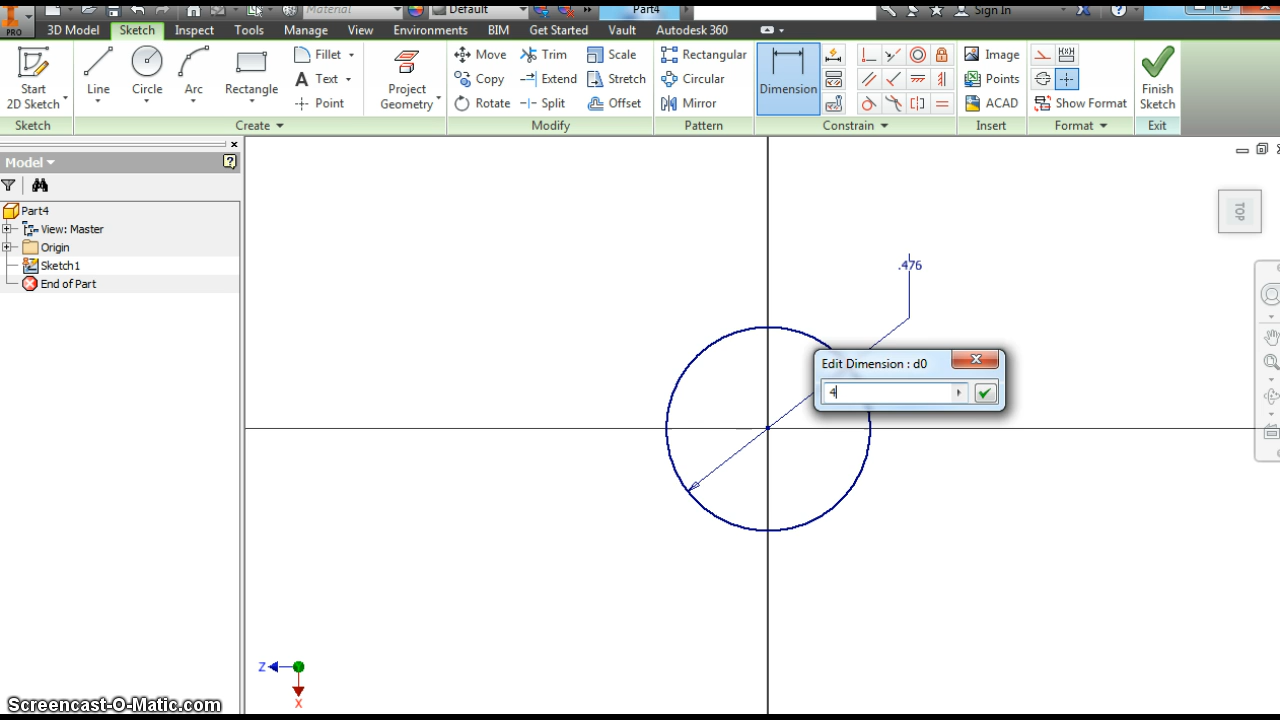 Material
Default
Part4
Sign In
PRO
3D Model
Sketch
Inspect
Tools
Manage
View
Environments
BIM
Get Started
Vault
Autodesk 360
Start
2D Sketch
Line
Circle
Arc
Rectangle
Fillet
Text
Point
Project
Geometry
Move
Copy
Rotate
Trim
Extend
Split
Scale
Stretch
Offset
Rectangular
Circular
Mirror
Dimension
Image
Points
ACAD
Show Format
Finish
Sketch
Sketch
Create
Modify
Pattern
Constrain
Insert
Format
Exit
Model
Part4
View: Master
Origin
Sketch1
End of Part
TOP
.476
Edit Dimension : d0
4
Z
X
Screencast-O-Matic.com